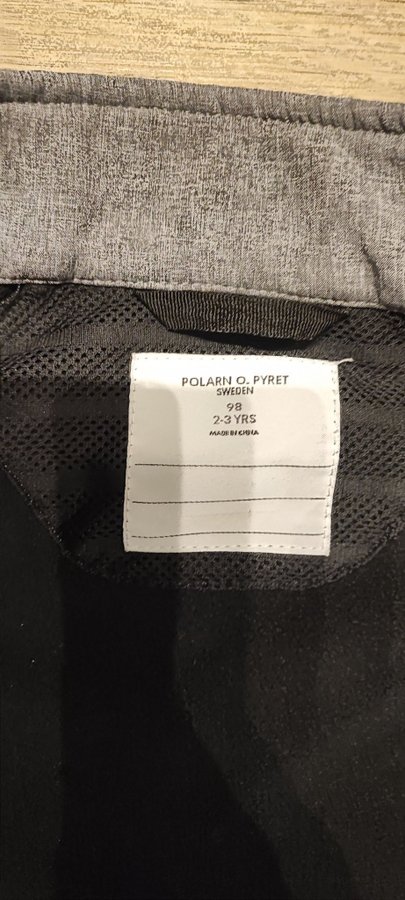 POLARN O. PYRET
SWEDEN
98
2-3 YRS
MADE IN CHINA